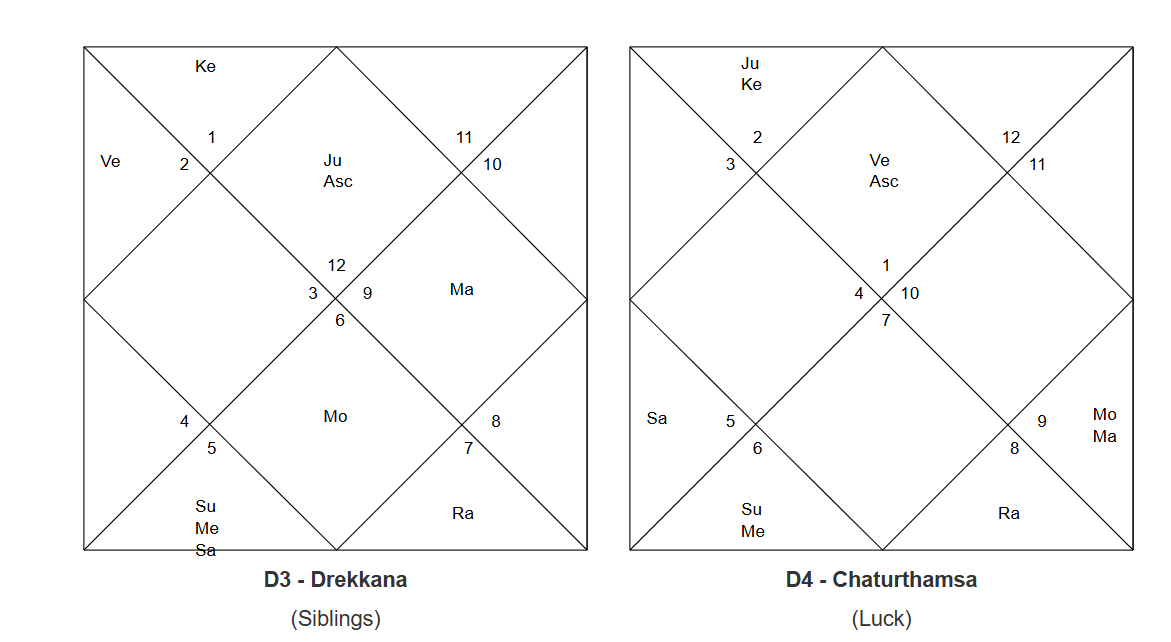 Ke
1
2
Ve
Ju
Asc
11
10
12
3
9
6
Ma
Mo
4
5
8
7
Su
Me
Sa
Ra
D3 - Drekkana
(Siblings)
Ju
Ke
2
3
Ve
Asc
12
11
1
4
10
7
Sa
5
6
9
8
Mo
Ma
Su
Me
Ra
D4 - Chaturthamsa
(Luck)